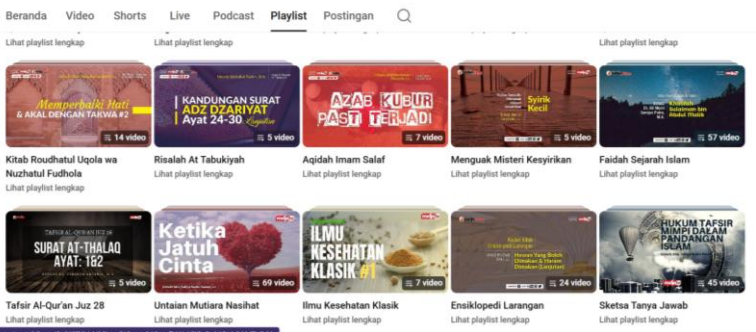 Beranda Video Shorts Live Podcast Playlist Postingan
Lihat playlist lengkap Lihat playlist lengkap Lihat playlist lengkap
Memperbaiki Hati
& AKAL DENGAN TAKWA #2
14 video
KANDUNGAN SURAT
ADZ DZARIYAT
Ayat 24-30
5 video
AZAB KUBUR
PASTI TERJADI
7 video
Syirik
Kecil
5 video
57 video
Kitab Roudhatul Uqola wa
Nuzhatul Fudhola
Lihat playlist lengkap
Risalah At Tabukiyah
Lihat playlist lengkap
Aqidah Imam Salaf
Lihat playlist lengkap
Menguak Misteri Kesyirikan
Lihat playlist lengkap
Faidah Sejarah Islam
Lihat playlist lengkap
TAFSIR AL-QUR'AN JUZ 28
SURAT AT-THALAQ
AYAT: 1&2
5 video
Ketika
Jatuh
Cinta
69 video
ILMU
KESEHATAN
KLASIK #1
7 video
24 video
HUKUM TAFSIR
MIMPI DALAM
PANDANGAN
ISLAM
45 video
Tafsir Al-Qur'an Juz 28
Lihat playlist lengkap
Untaian Mutiara Nasihat
Lihat playlist lengkap
Ilmu Kesehatan Klasik
Lihat playlist lengkap
Ensiklopedi Larangan
Lihat playlist lengkap
Sketsa Tanya Jawab
Lihat playlist lengkap